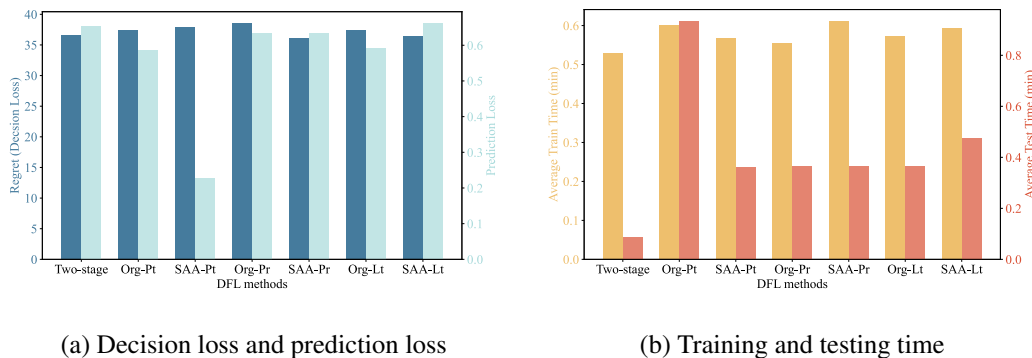 40
35
30
25
20
15
10
5
0
Regret (Decsion Loss)
0.6
0.5
0.4
0.3
0.2
0.1
0.0
Prediction Loss
Two-stage Org-Pt SAA-Pt Org-Pr SAA-Pr Org-Lt SAA-Lt
DFL methods
(a) Decision loss and prediction loss
0.6
0.5
0.4
0.3
0.2
0.1
0.0
Average Train Time (min)
0.8
0.6
0.4
0.2
0.0
Average Test Time (min)
Two-stage Org-Pt SAA-Pt Org-Pr SAA-Pr Org-Lt SAA-Lt
DFL methods
(b) Training and testing time